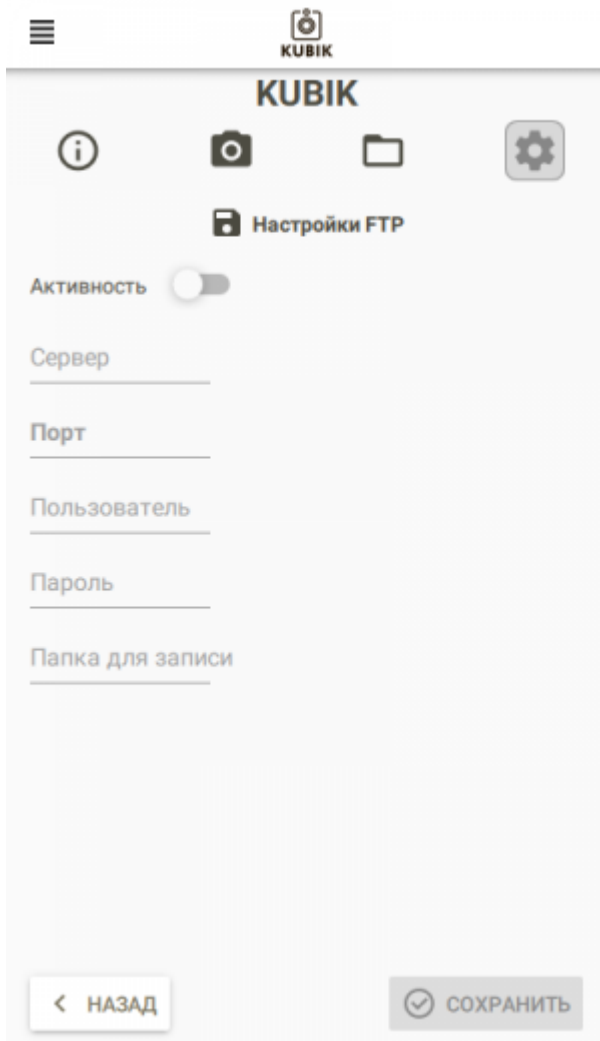 KUBIK
KUBIK
Настройки FTP
Активность
Сервер
Порт
Пользователь
Пароль
Папка для записи
НАЗАД
СОХРАНИТЬ